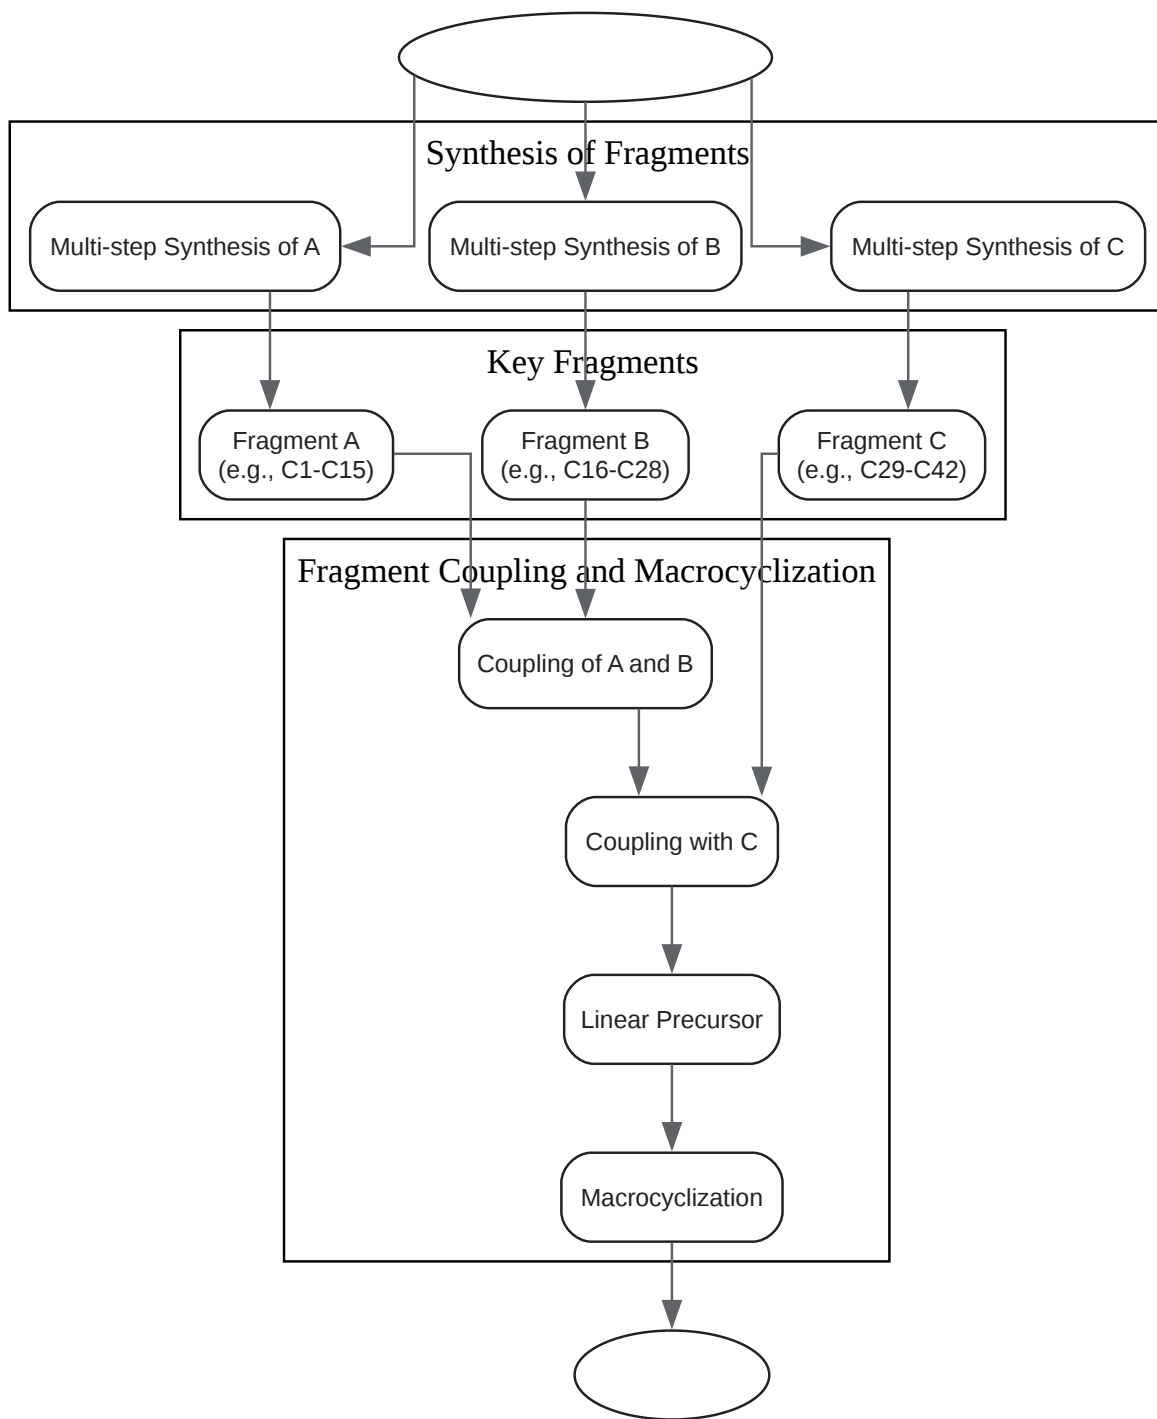 Synthesis of Fragments
Multi-step Synthesis of A
Multi-step Synthesis of B
Multi-step Synthesis of C
Key Fragments
Fragment A
(e.g., C1-C15)
Fragment B
(e.g., C16-C28)
Fragment C
(e.g., C29-C42)
Fragment Coupling and Macrocyclization
Coupling of A and B
Coupling with C
Linear Precursor
Macrocyclization